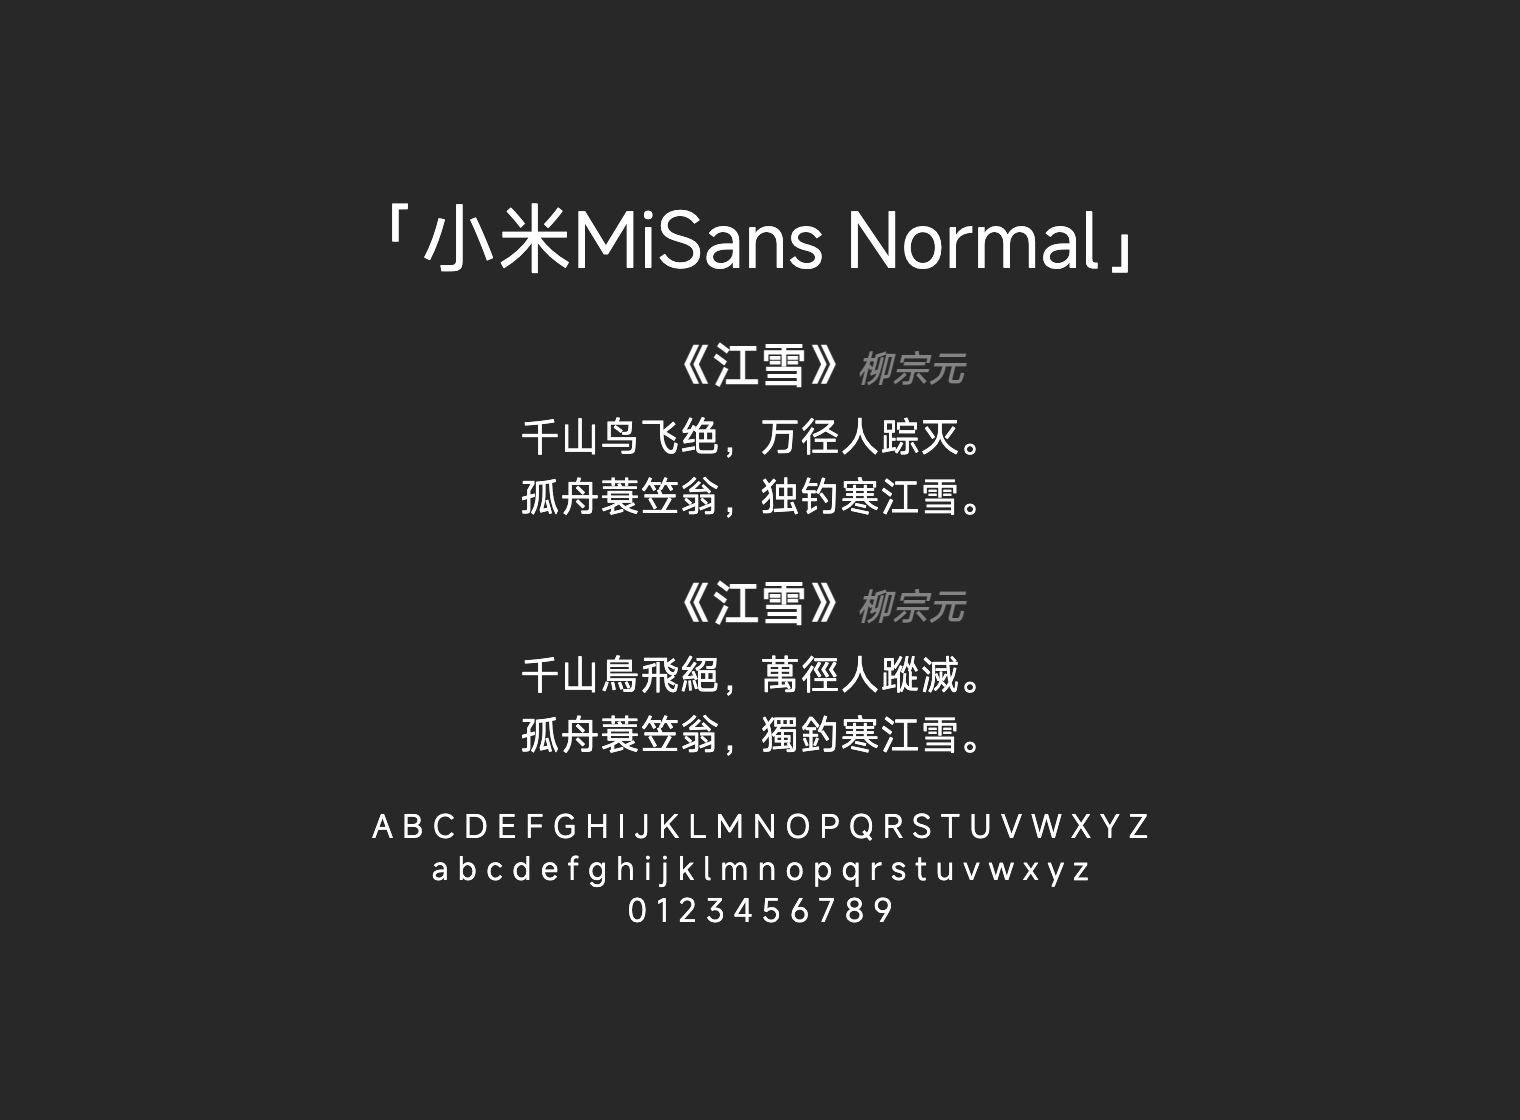 「小米MiSans Normal」
《江雪》柳宗元
千山鸟飞绝，万径人踪灭。
孤舟蓑笠翁，独钓寒江雪。
《江雪》柳宗元
千山鳥飛絕，萬徑人蹤滅。
孤舟蓑笠翁，獨釣寒江雪。
A B C D E F G H I J K L M N O P Q R S T U V W X Y Z
a b c d e f g h i j k l m n o p q r s t u v w x y z
0 1 2 3 4 5 6 7 8 9